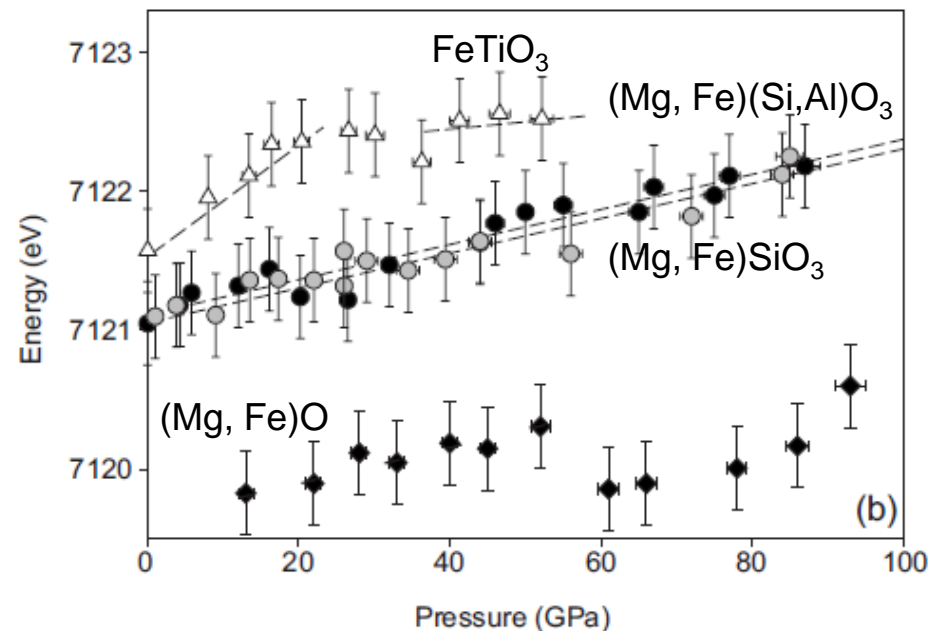 7123
7122
7121
7120
Energy (eV)
FeTiO₃
(Mg, Fe)(Si,Al)O₃
(Mg, Fe)SiO₃
(Mg, Fe)O
(b)
0 20 40 60 80 100
Pressure (GPa)